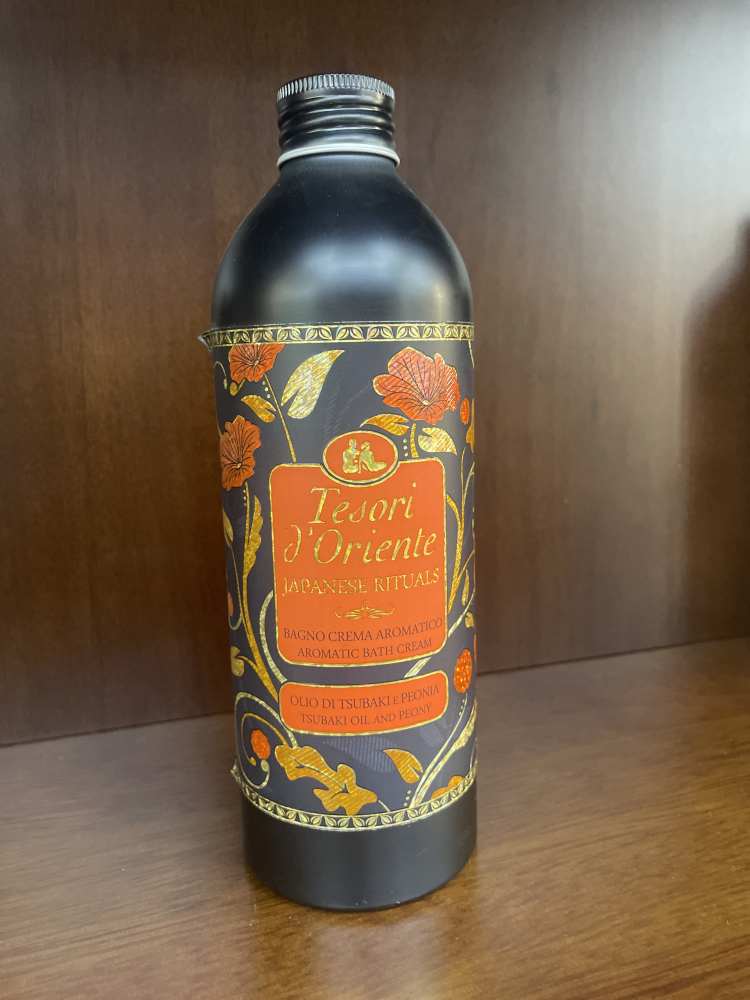 Tesori
d'Oriente
JAPANESE RITUALS
BAGNO CREMA AROMATICO
AROMATIC BATH CREAM
OLIO DI TSUBAKI E PEONIA
TSUBAKI OIL AND PEONY